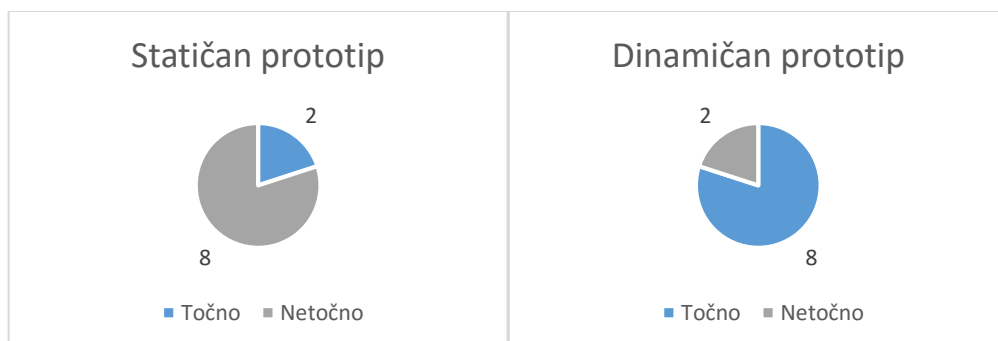 Statičan prototip
2
8
Točno Netočno
Dinamičan prototip
2
8
Točno Netočno